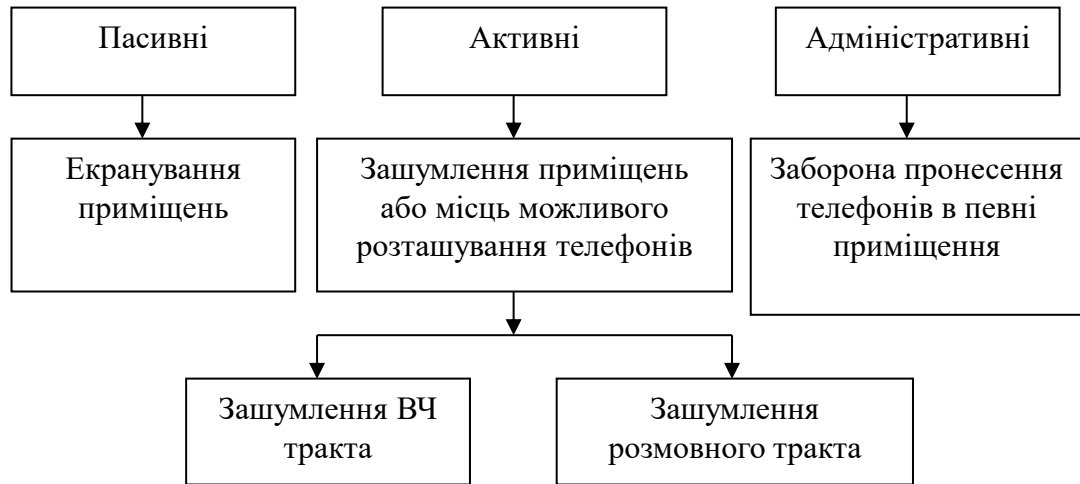 Пасивні
Активні
Адміністративні
Екранування
приміщень
Зашумлення приміщень
або місць можливого
розташування телефонів
Заборона пронесення
телефонів в певні
приміщення
Зашумлення ВЧ
тракта
Зашумлення
розмовного тракта